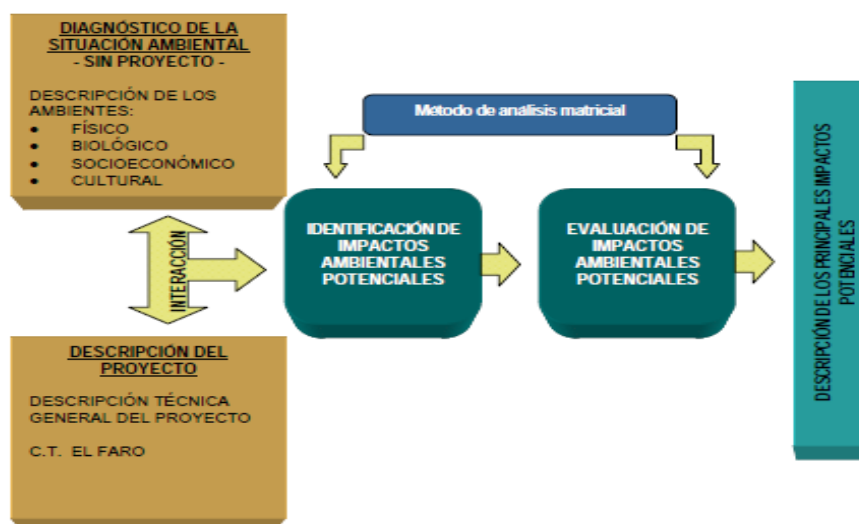 DIAGNÓSTICO DE LA
SITUACIÓN AMBIENTAL
- SIN PROYECTO -
DESCRIPCIÓN DE LOS
AMBIENTES:
● FÍSICO
● BIOLÓGICO
● SOCIOECONÓMICO
● CULTURAL
INTERACCIÓN
DESCRIPCIÓN DEL
PROYECTO
DESCRIPCIÓN TÉCNICA
GENERAL DEL PROYECTO
C.T. EL FARO
Método de análisis matricial
IDENTIFICACIÓN DE
IMPACTOS
AMBIENTALES
POTENCIALES
EVALUACIÓN DE
IMPACTOS
AMBIENTALES
POTENCIALES
DESCRIPCIÓN DE LOS PRINCIPALES IMPACTOS
POTENCIALES